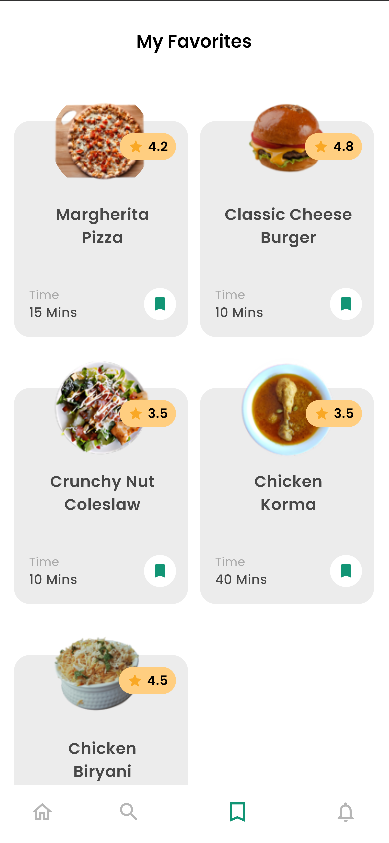 My Favorites
4.2
Margherita
Pizza
Time
15 Mins
4.8
Classic Cheese
Burger
Time
10 Mins
3.5
Crunchy Nut
Coleslaw
Time
10 Mins
3.5
Chicken
Korma
Time
40 Mins
4.5
Chicken
Biryani